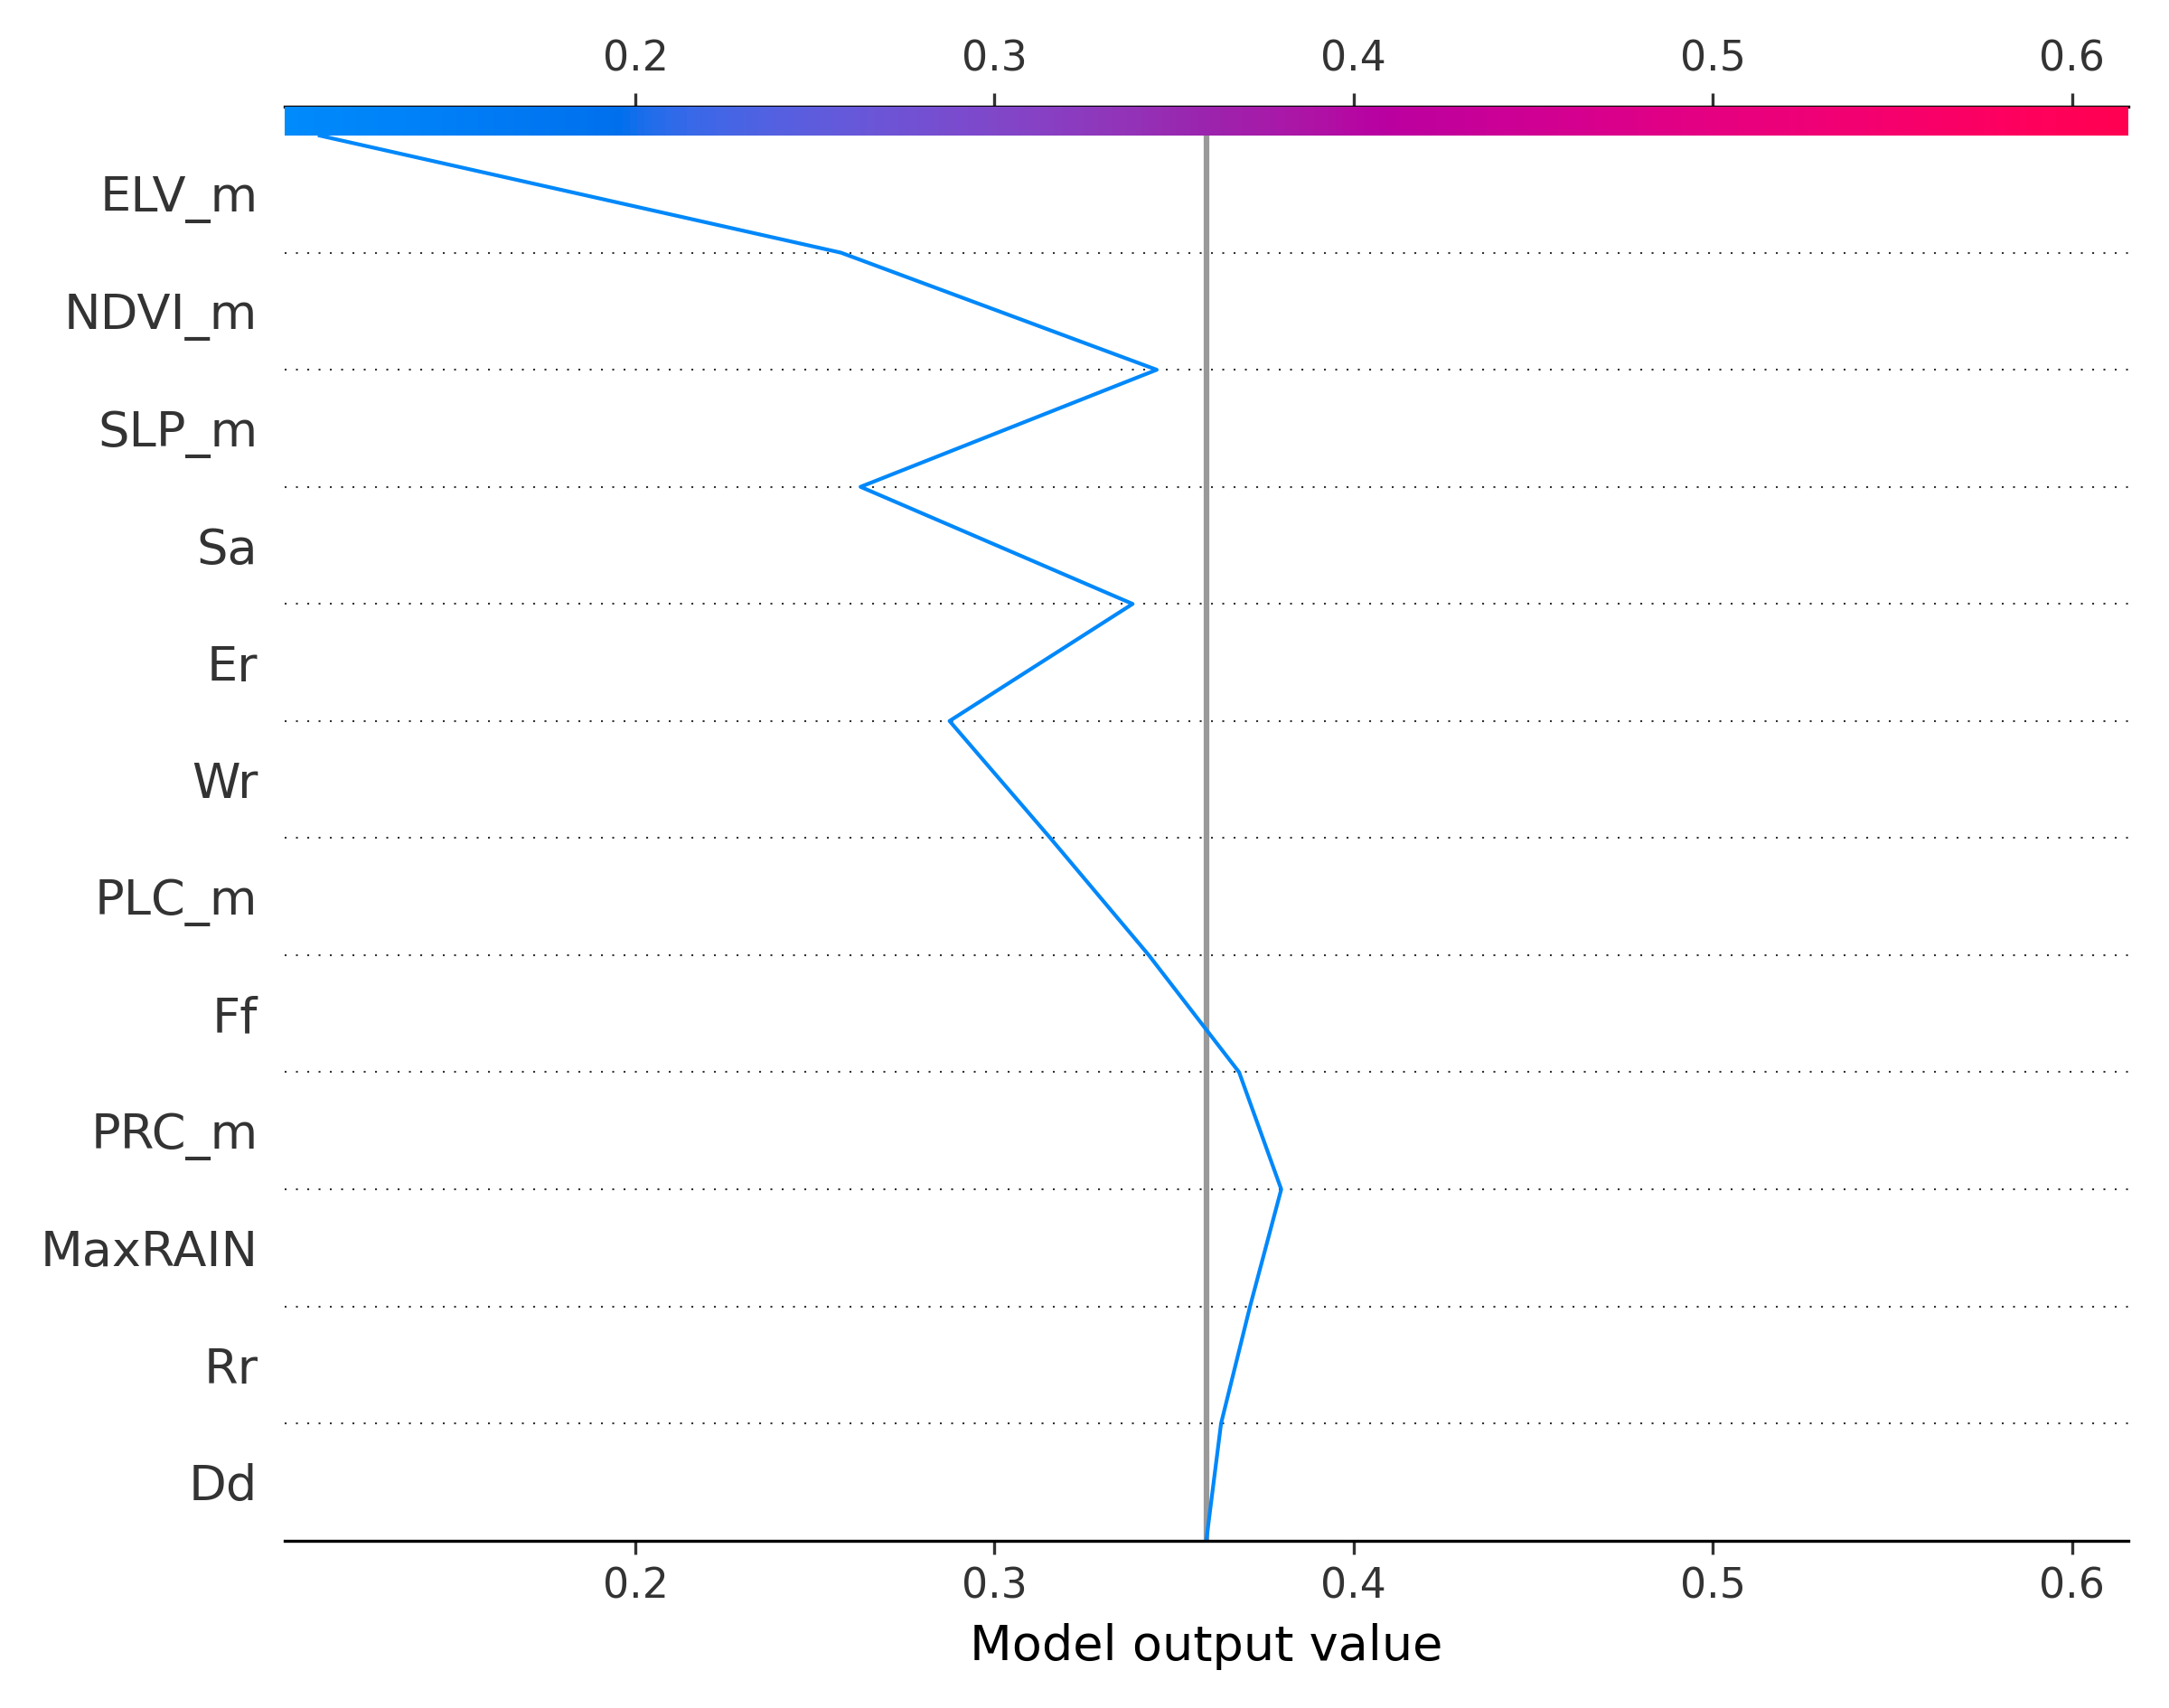 0.2 0.3 0.4 0.5 0.6
ELV_m
NDVI_m
SLP_m
Sa
Er
Wr
PLC_m
Ff
PRC_m
MaxRAIN
Rr
Dd
0.2 0.3 0.4 0.5 0.6
Model output value